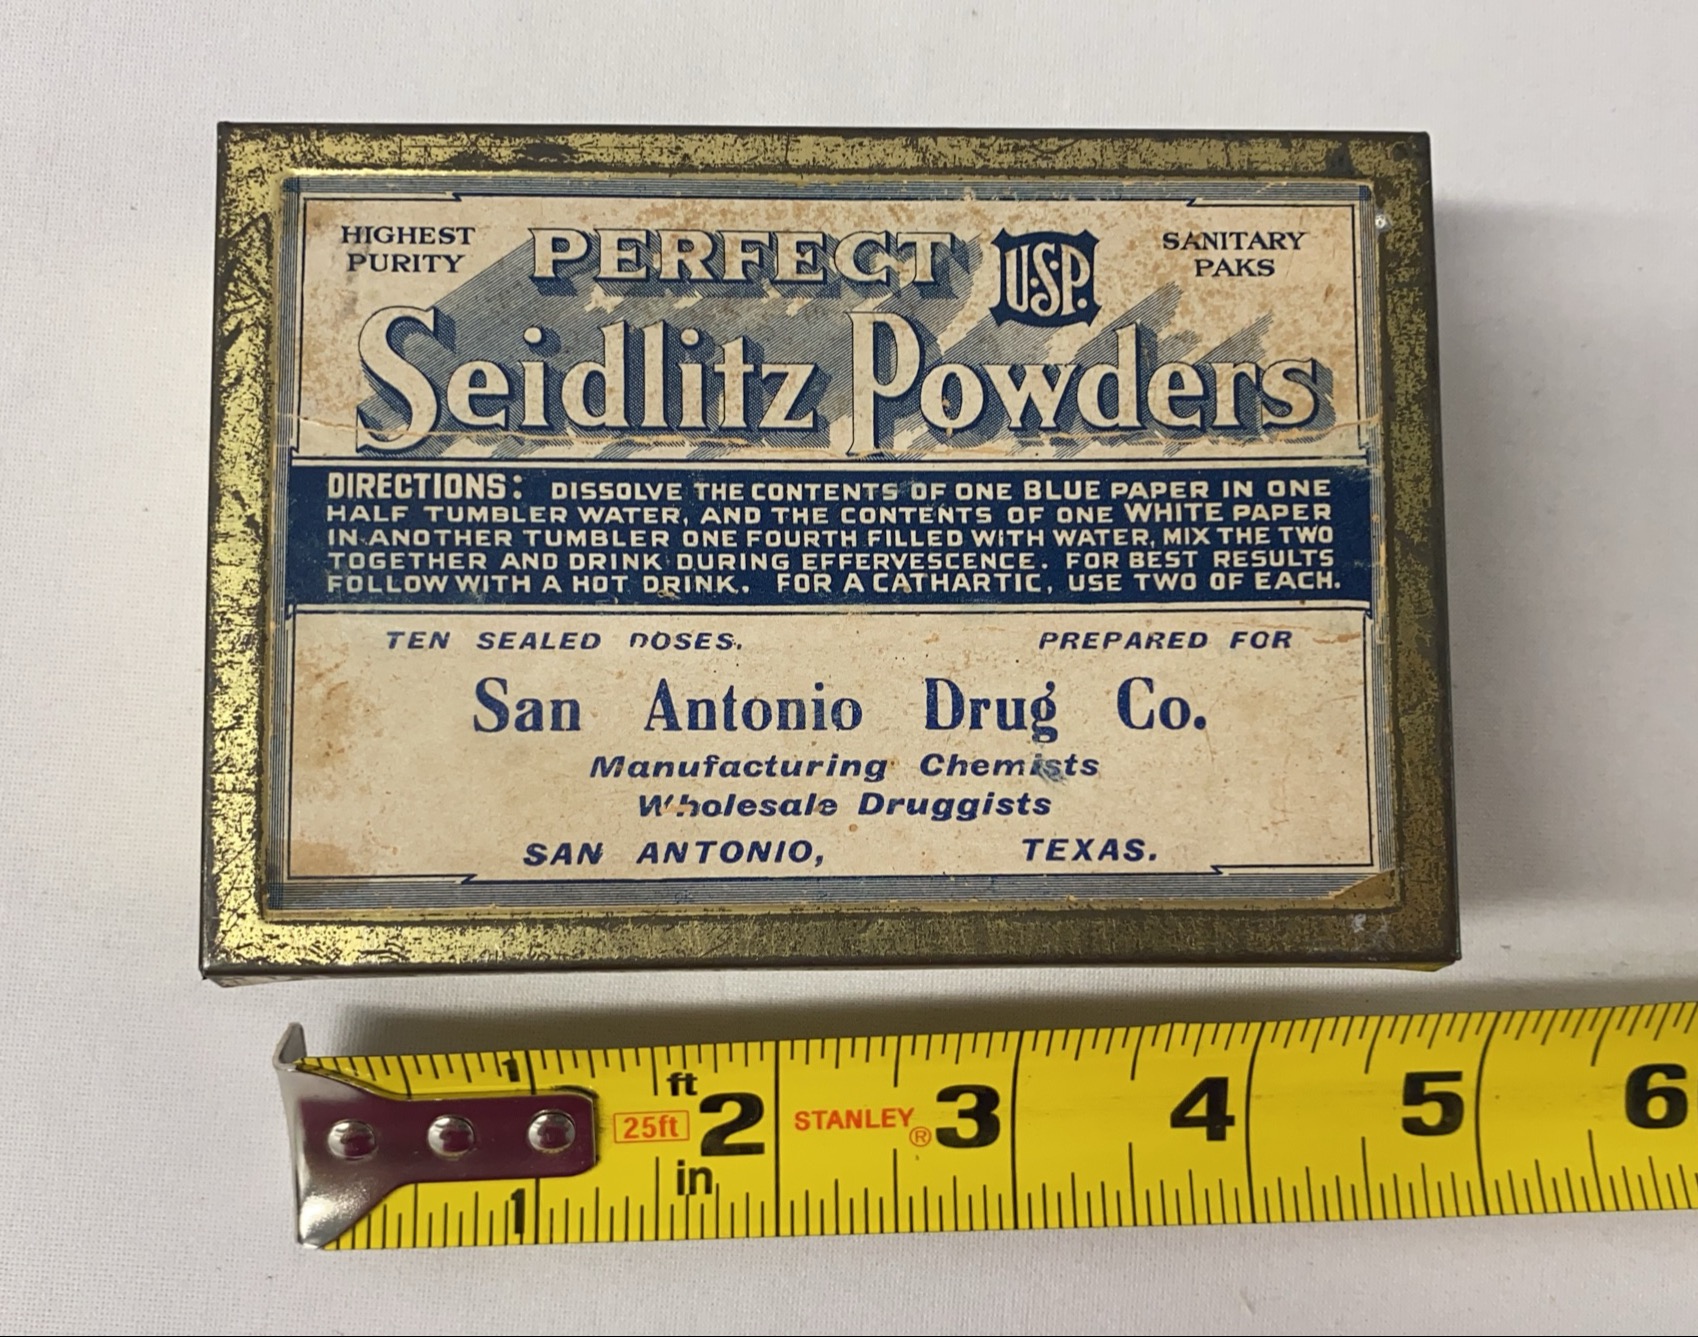 HIGHEST PURITY
PERFECT
U.S.P.
SANITARY PAKS
Seidlitz Powders
DIRECTIONS: DISSOLVE THE CONTENTS OF ONE BLUE PAPER IN ONE
HALF TUMBLER WATER, AND THE CONTENTS OF ONE WHITE PAPER
IN ANOTHER TUMBLER ONE FOURTH FILLED WITH WATER, MIX THE TWO
TOGETHER AND DRINK DURING EFFERVESCENCE. FOR BEST RESULTS
FOLLOW WITH A HOT DRINK. FOR A CATHARTIC, USE TWO OF EACH.
TEN SEALED DOSES. PREPARED FOR
San Antonio Drug Co.
Manufacturing Chemists
Wholesale Druggists
SAN ANTONIO, TEXAS.
1 ft 2 3 4 5 6
25ft STANLEY®
1 in